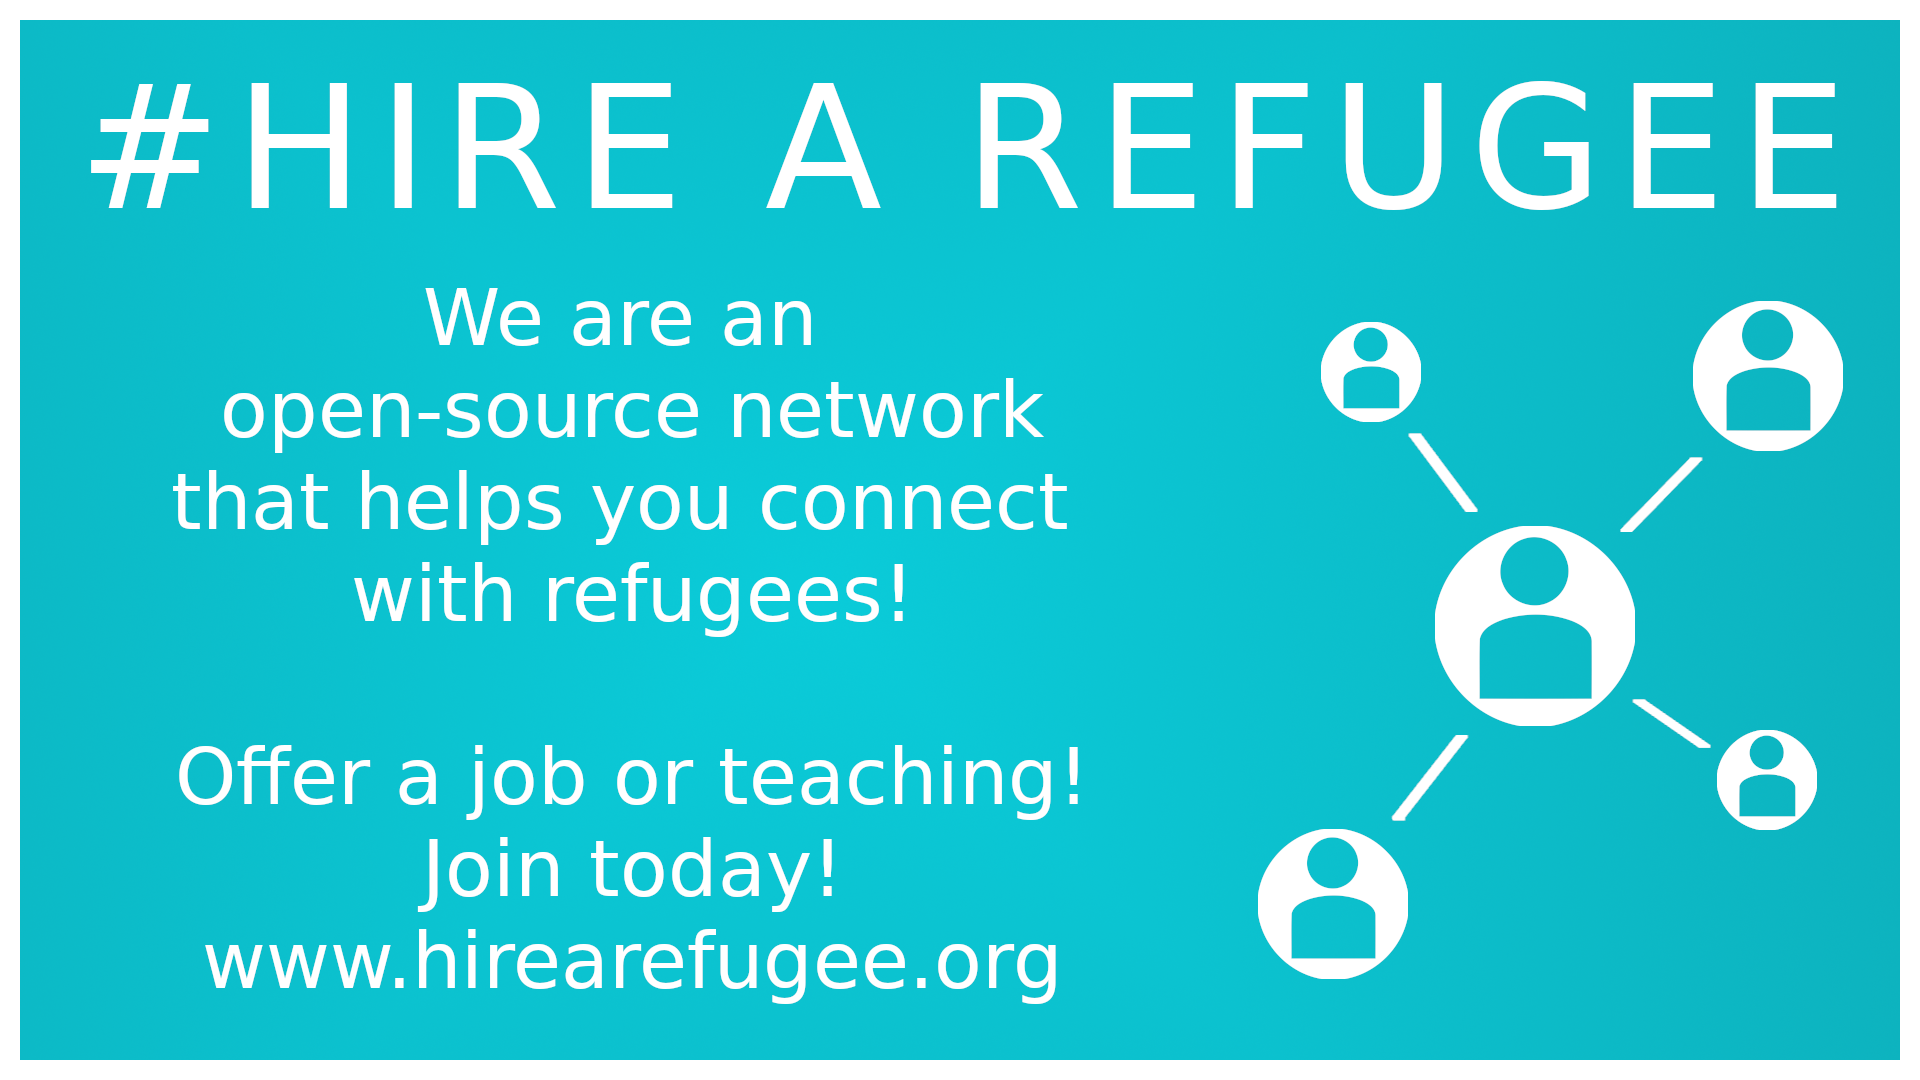 #HIRE A REFUGEE
We are an
open-source network
that helps you connect
with refugees!
Offer a job or teaching!
Join today!
www.hirearefugee.org